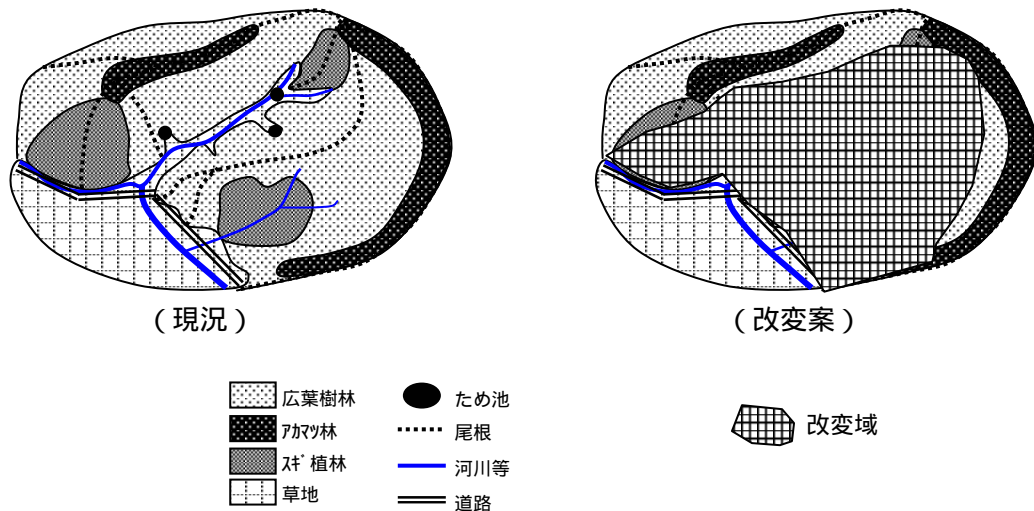 (現況)
(改変案)
広葉樹林
アカマツ林
スギ植林
草地
ため池
尾根
河川等
道路
改変域